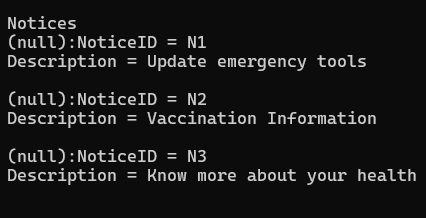 Notices
(null):NoticeID = N1
Description = Update emergency tools
(null):NoticeID = N2
Description = Vaccination Information
(null):NoticeID = N3
Description = Know more about your health